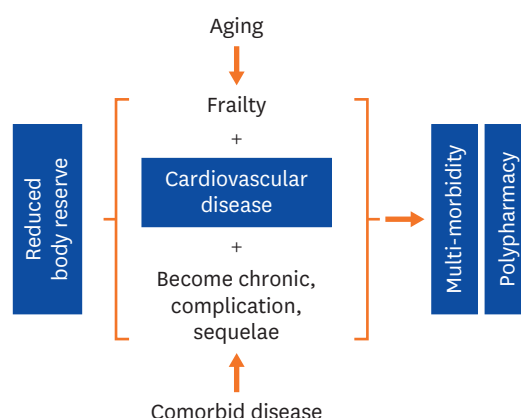 Aging
Frailty
+
Reduced
body reserve
Cardiovascular
disease
+
Become chronic,
complication,
sequelae
Multi-morbidity
Polypharmacy
Comorbid disease